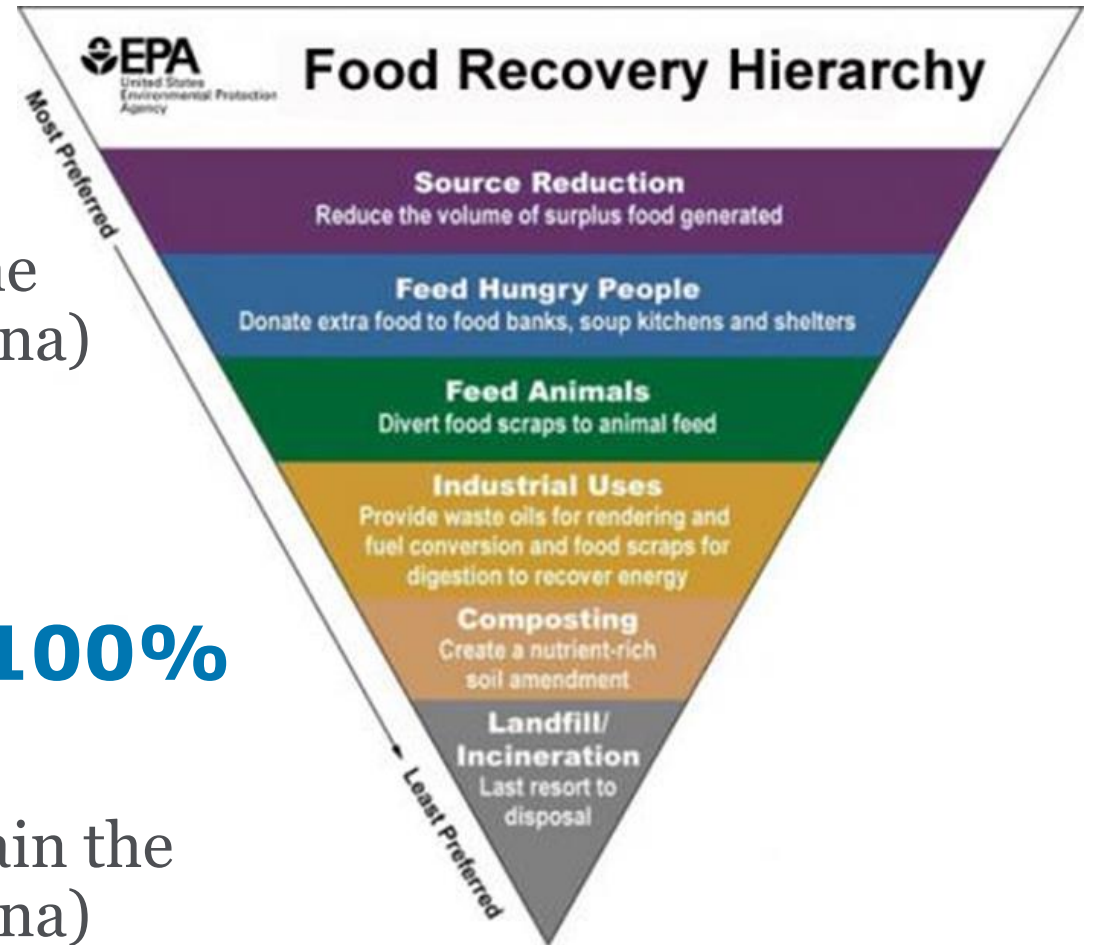 EPA
United States
Environmental Protection
Agency
Food Recovery Hierarchy
Most Preferred
Source Reduction
Reduce the volume of surplus food generated
Feed Hungry People
Donate extra food to food banks, soup kitchens and shelters
Feed Animals
Divert food scraps to animal feed
Industrial Uses
Provide waste oils for rendering and
fuel conversion and food scraps for
digestion to recover energy
Composting
Create a nutrient-rich
soil amendment
Landfill/
Incineration
Last resort to
disposal
Least Preferred
na)
100%
the
na)